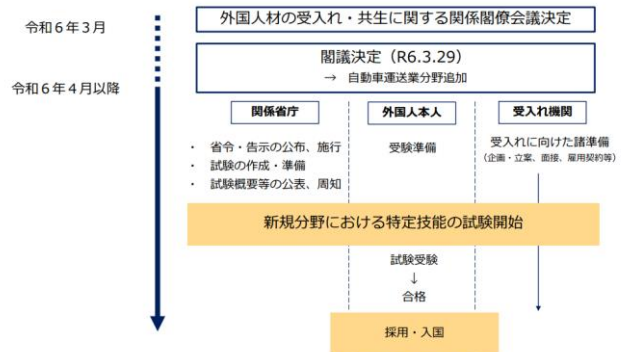 令和６年３月
外国人材の受入れ・共生に関する関係閣僚会議決定
閣議決定（R6.3.29）
→ 自動車運送業分野追加
令和６年４月以降
関係省庁
外国人本人
受入れ機関
・ 省令・告示の公布、施行
・ 試験の作成・準備
・ 試験概要等の公表、周知
受験準備
受入れに向けた諸準備
（企画・立案、面接、雇用契約等）
新規分野における特定技能の試験開始
試験受験
↓
合格
採用・入国